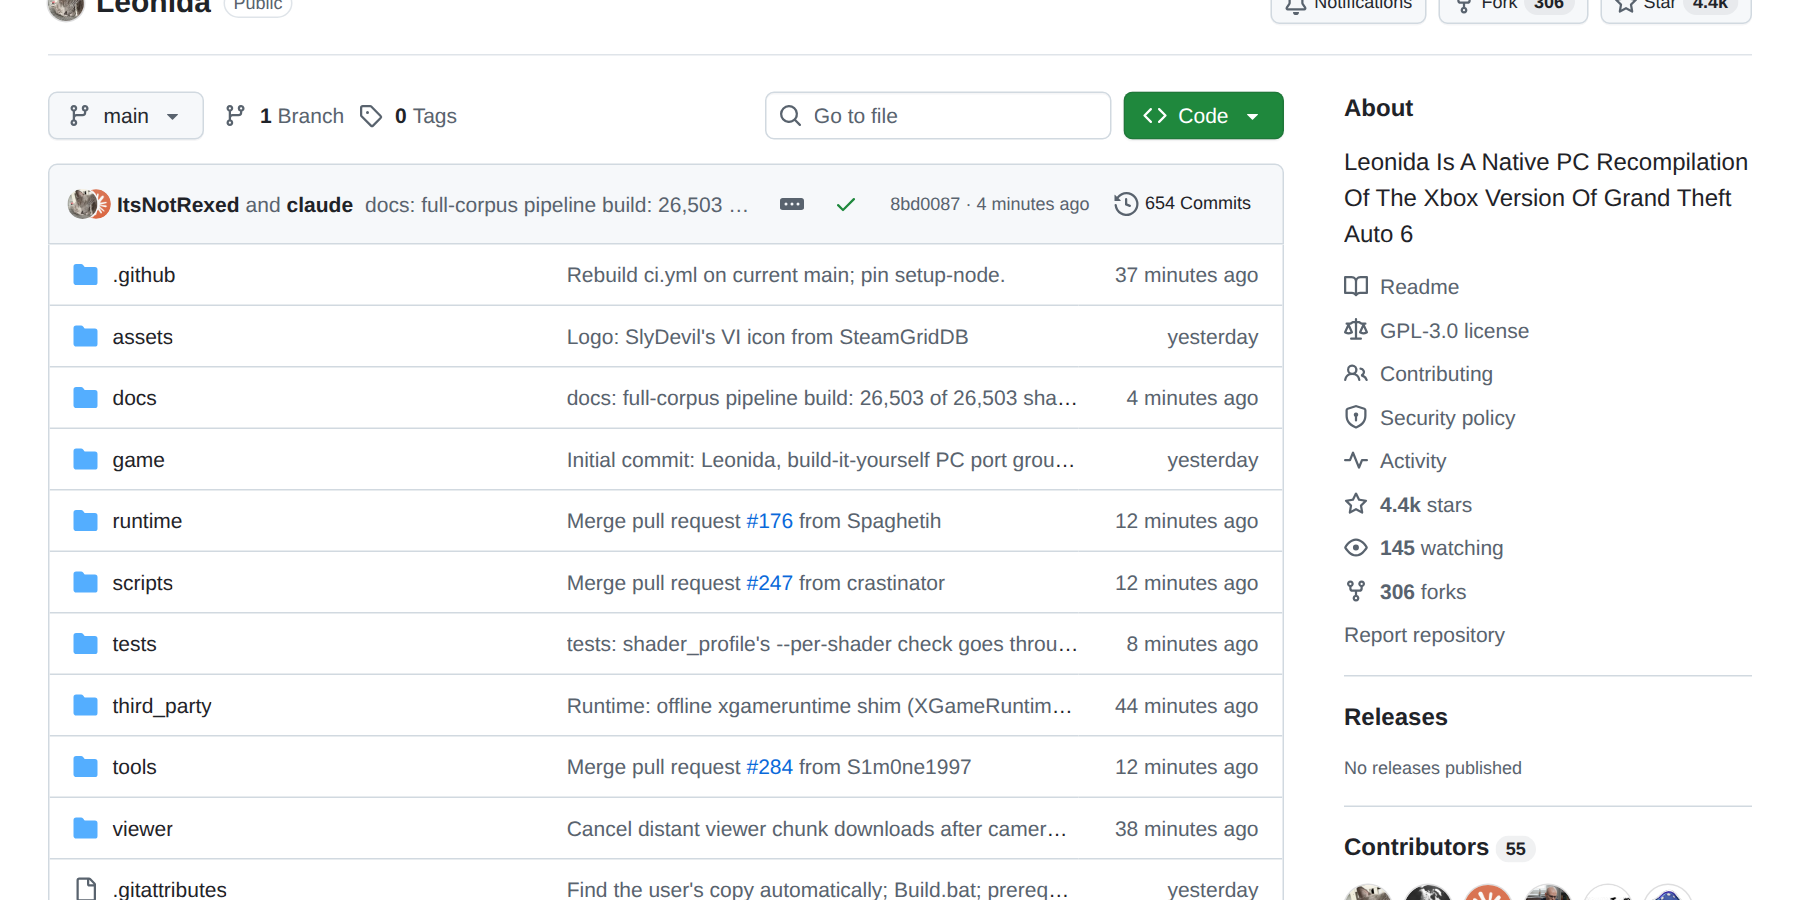 Leonida Public
Notifications Fork 306 Star 4.4k
main 1 Branch 0 Tags Go to file Code
ItsNotRexed and claude docs: full-corpus pipeline build: 26,503 … 8bd0087 · 4 minutes ago 654 Commits
.github Rebuild ci.yml on current main; pin setup-node. 37 minutes ago
assets Logo: SlyDevil's VI icon from SteamGridDB yesterday
docs docs: full-corpus pipeline build: 26,503 of 26,503 sha… 4 minutes ago
game Initial commit: Leonida, build-it-yourself PC port grou… yesterday
runtime Merge pull request #176 from Spaghetih 12 minutes ago
scripts Merge pull request #247 from crastinator 12 minutes ago
tests tests: shader_profile's --per-shader check goes throu… 8 minutes ago
third_party Runtime: offline xgameruntime shim (XGameRuntim… 44 minutes ago
tools Merge pull request #284 from S1m0ne1997 12 minutes ago
viewer Cancel distant viewer chunk downloads after camer… 38 minutes ago
.gitattributes Find the user's copy automatically; Build.bat; prereq… yesterday
About
Leonida Is A Native PC Recompilation
Of The Xbox Version Of Grand Theft
Auto 6
Readme
GPL-3.0 license
Contributing
Security policy
Activity
4.4k stars
145 watching
306 forks
Report repository
Releases
No releases published
Contributors 55